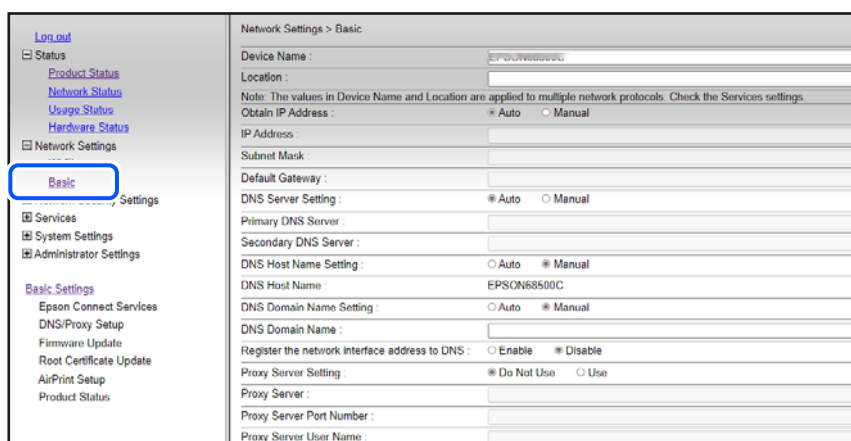 Log out
Status
Product Status
Network Status
Usage Status
Hardware Status
Network Settings
Basic
Settings
Services
System Settings
Administrator Settings
Basic Settings
Epson Connect Services
DNS/Proxy Setup
Firmware Update
Root Certificate Update
AirPrint Setup
Product Status
Network Settings > Basic
Device Name :
Location :
Note: The values in Device Name and Location are applied to multiple network protocols. Check the Services settings.
Obtain IP Address : Auto Manual
IP Address :
Subnet Mask :
Default Gateway :
DNS Server Setting : Auto Manual
Primary DNS Server :
Secondary DNS Server :
DNS Host Name Setting : Auto Manual
DNS Host Name : EPSON68500C
DNS Domain Name Setting : Auto Manual
DNS Domain Name :
Register the network interface address to DNS : Enable Disable
Proxy Server Setting : Do Not Use Use
Proxy Server :
Proxy Server Port Number :
Proxy Server User Name :